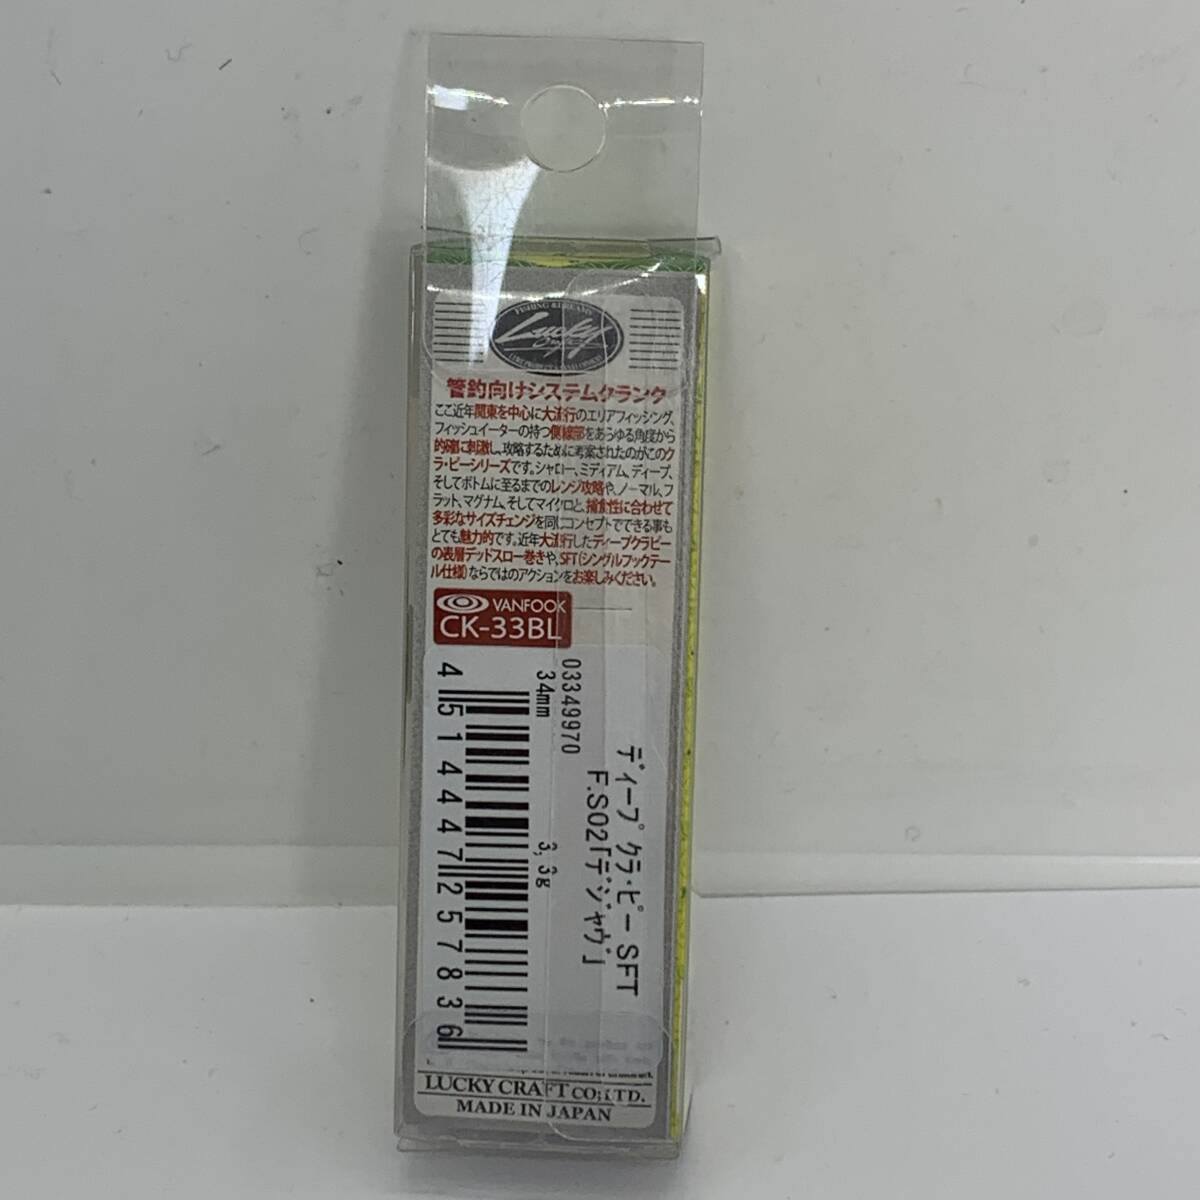 FISHING & DREAMS
Lucky
Craft
管釣向けシステムクランク
ここ近年関東を中心に大流行のエリアフィッシング、
フィッシュイーターの持つ側線部をあらゆる角度から
的確に刺激し、攻略するために考案されたのがこのク
ラ・ピーシリーズです。シャロー、ミディアム、ディープ、
そしてボトムに至るまでのレンジ攻略や、ノーマル、フ
ラット、マグナム、そしてマイクロと、捕食性に合わせて
多彩なサイズチェンジを同じコンセプトでできる事も
とても魅力的です。近年大流行したディープクラピー
の表層デッドスロー巻きや、SFT(シングルフックテー
ル仕様)ならではのアクションをお楽しみください。
VANFOOK
CK-33BL
ディープクラ・ピー SFT
F.S02「デジャヴ」
03349970
34mm 3,3g
4 514447 257836
LUCKY CRAFT CO;LTD.
MADE IN JAPAN